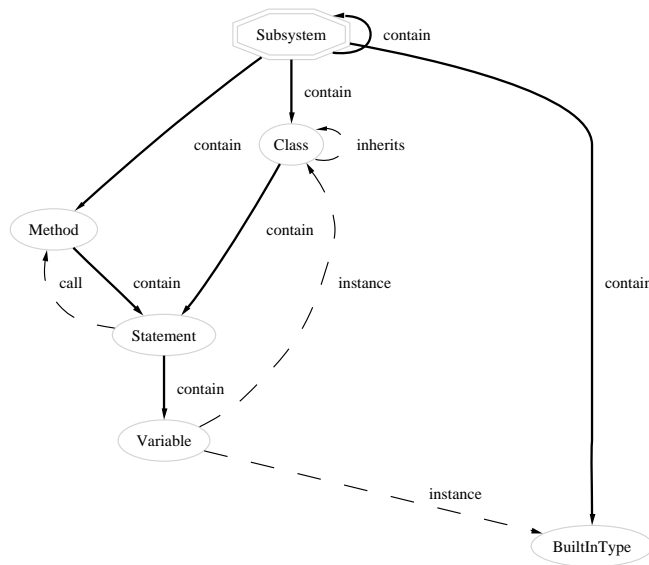 Subsystem
contain
contain
contain
Class
inherits
Method
contain
call
contain
instance
contain
Statement
contain
Variable
instance
BuiltInType